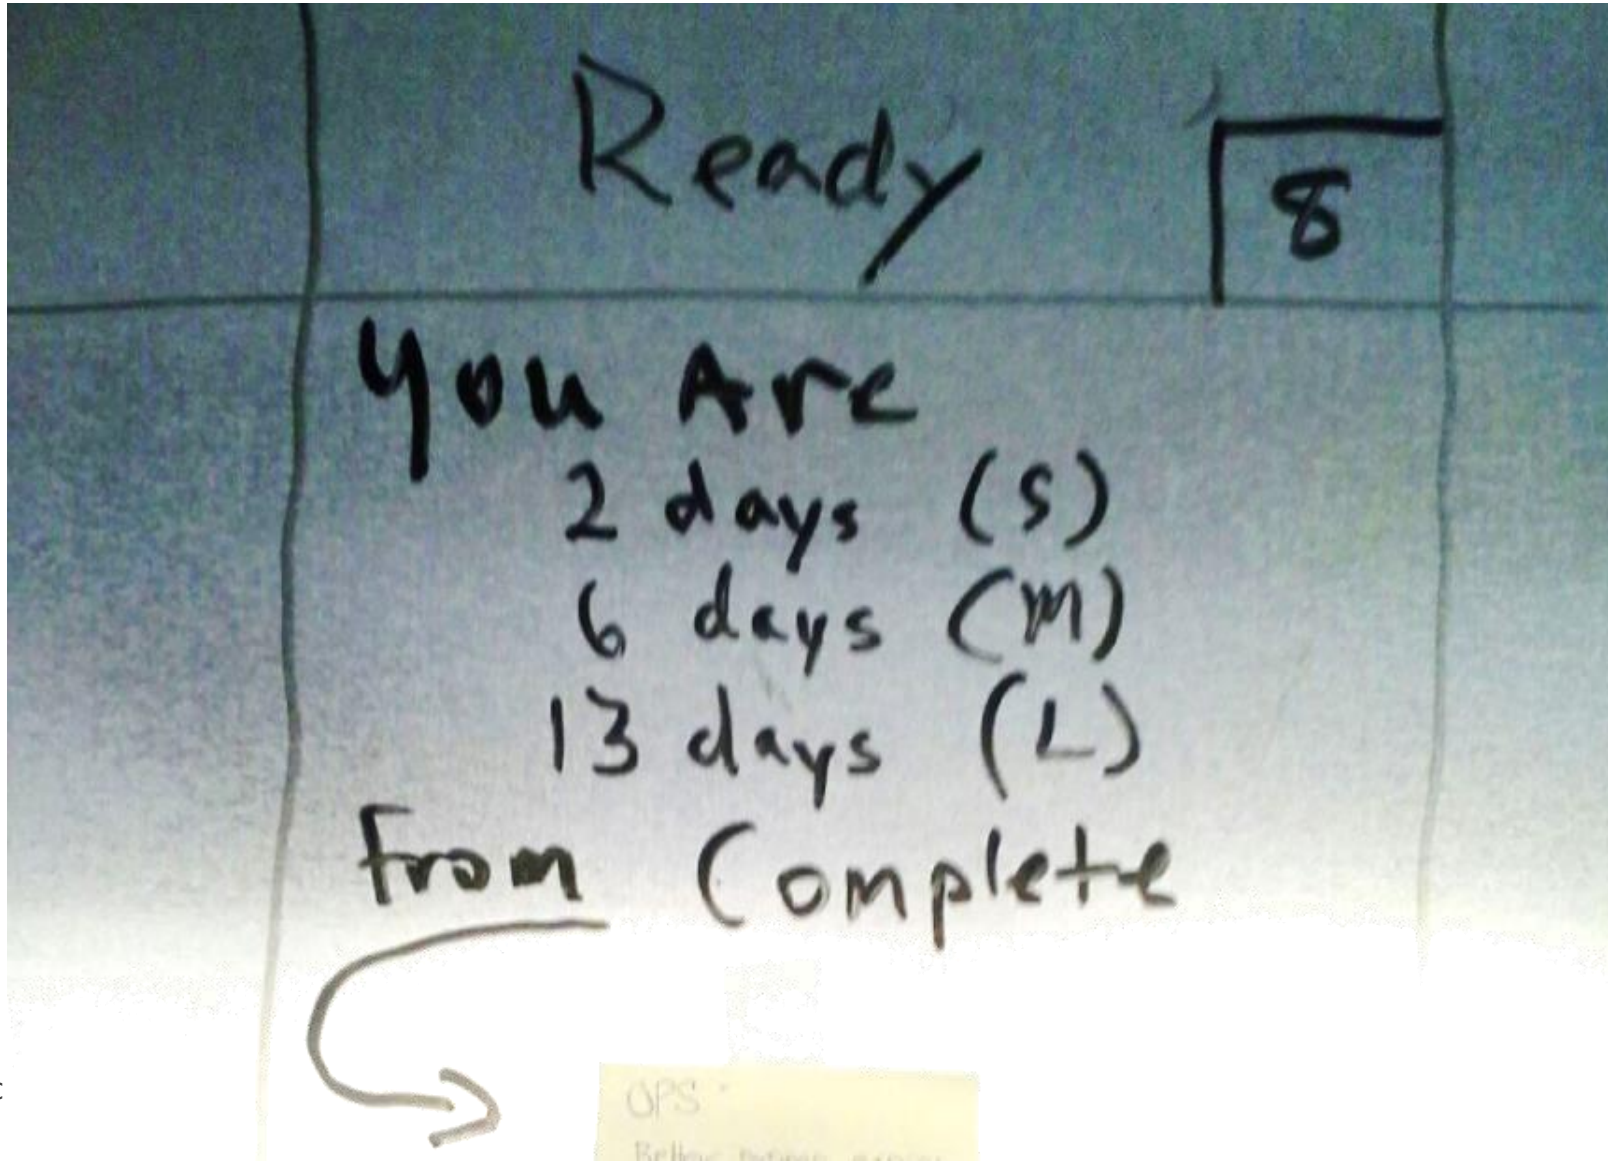 Ready
8
You Are
2 days (S)
6 days (M)
13 days (L)
From Complete
OPS